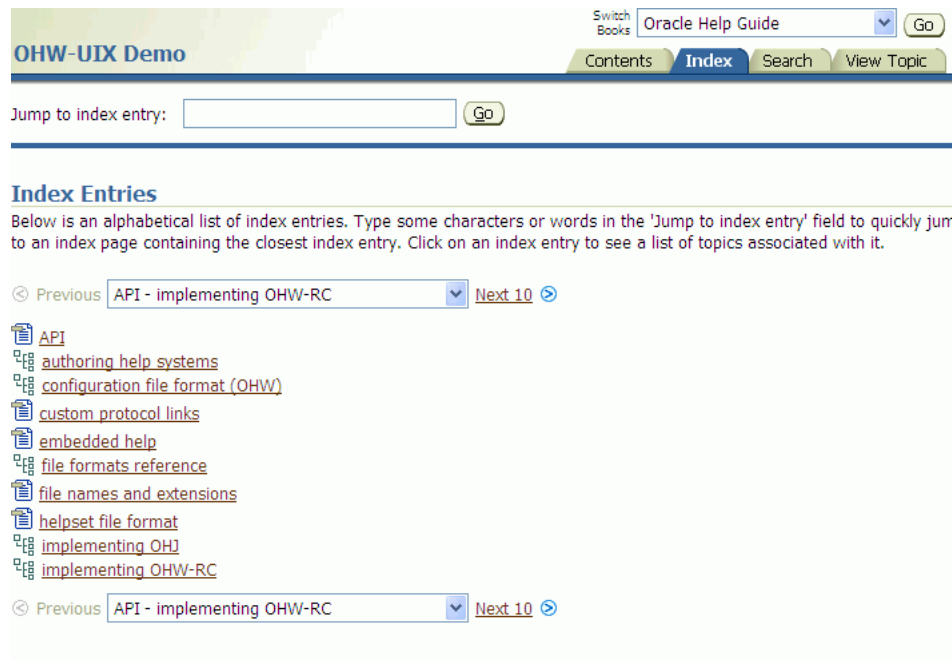 Switch Books Oracle Help Guide Go
OHW-UIX Demo
Contents Index Search View Topic
Jump to index entry: Go
Index Entries
Below is an alphabetical list of index entries. Type some characters or words in the 'Jump to index entry' field to quickly jum
to an index page containing the closest index entry. Click on an index entry to see a list of topics associated with it.
Previous API - implementing OHW-RC Next 10
API
authoring help systems
configuration file format (OHW)
custom protocol links
embedded help
file formats reference
file names and extensions
helpset file format
implementing OHJ
implementing OHW-RC
Previous API - implementing OHW-RC Next 10